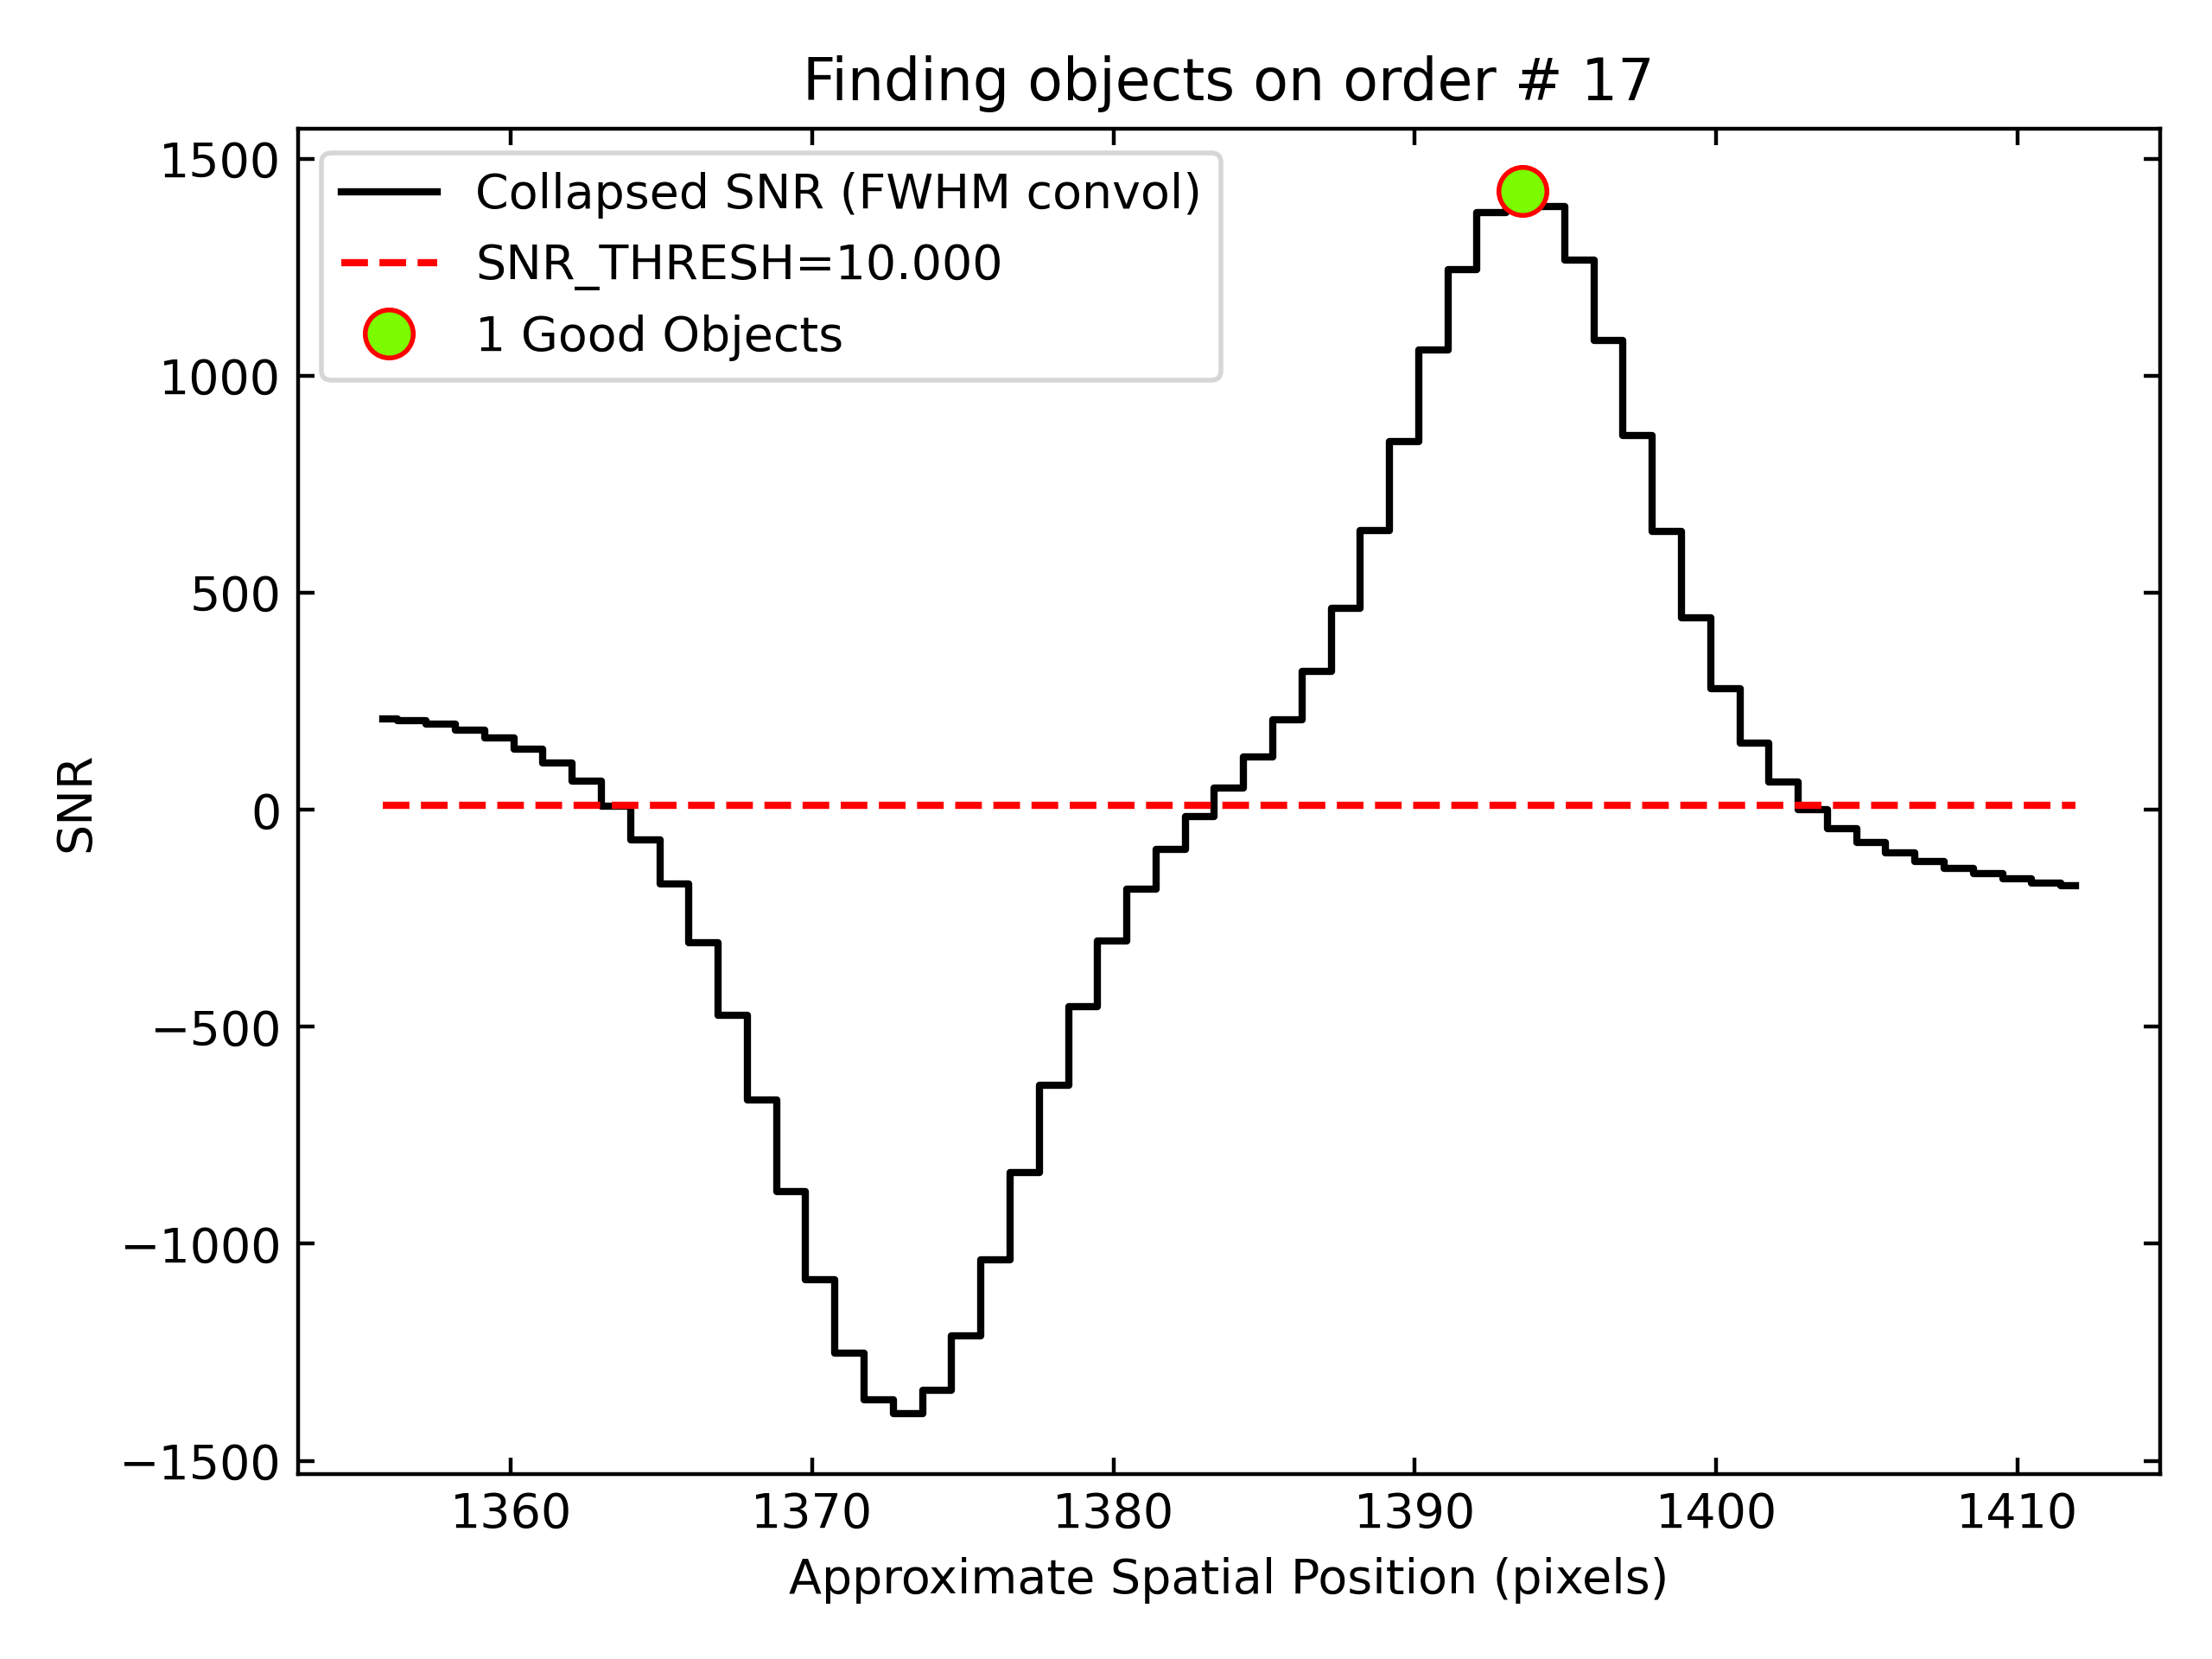 Finding objects on order # 17
Collapsed SNR (FWHM convol)
SNR_THRESH=10.000
1 Good Objects
1500
1000
500
0
−500
−1000
−1500
SNR
1360 1370 1380 1390 1400 1410
Approximate Spatial Position (pixels)